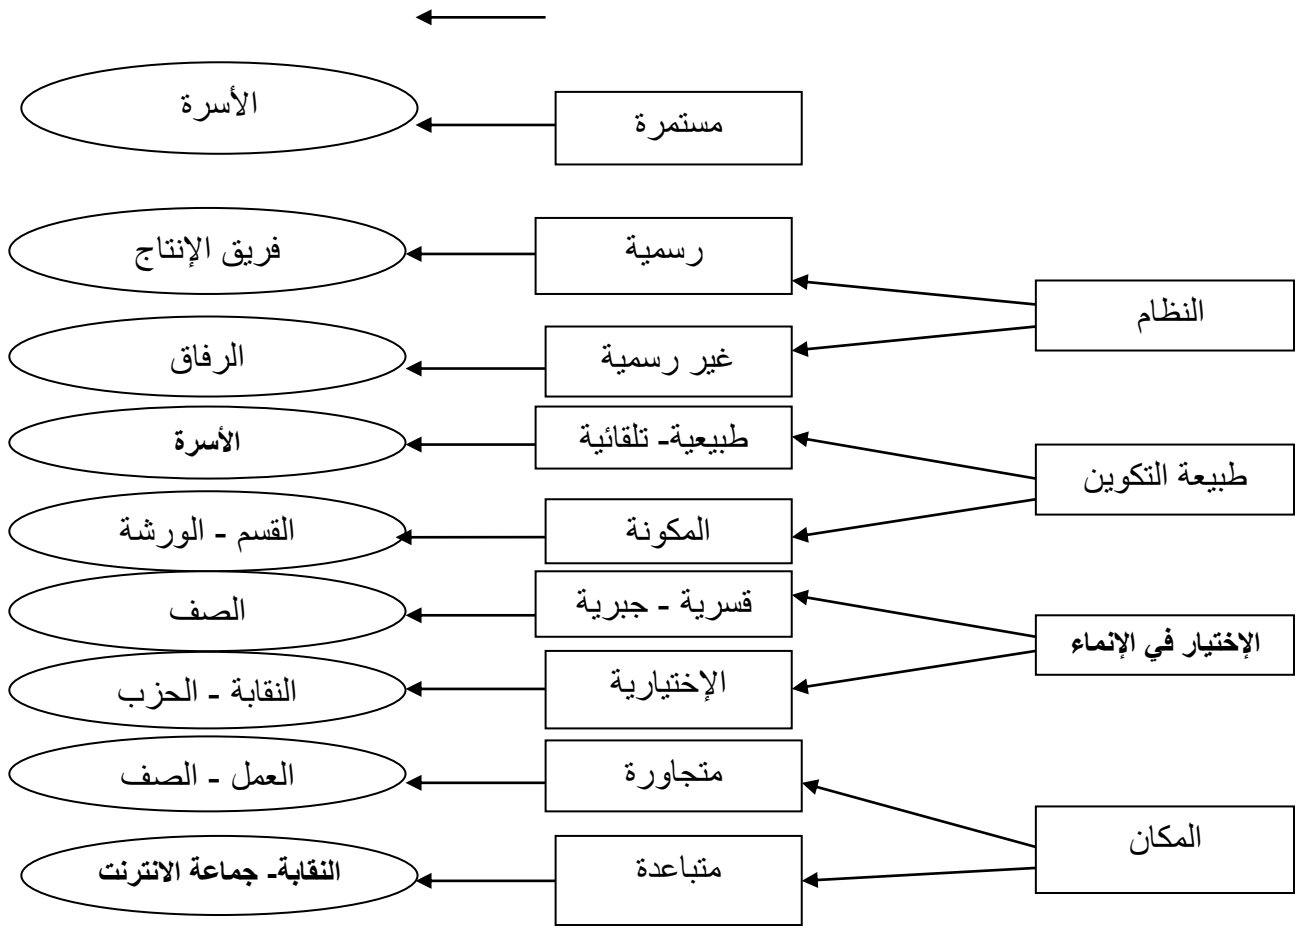 مستمرة
الأسرة
النظام
رسمية
فريق الإنتاج
غير رسمية
الرفاق
طبيعة التكوين
طبيعية- تلقائية
الأسرة
المكونة
القسم - الورشة
الإختيار في الإنماء
قسرية - جبرية
الصف
الإختيارية
النقابة - الحزب
المكان
متجاورة
العمل - الصف
متباعدة
النقابة- جماعة الانترنت